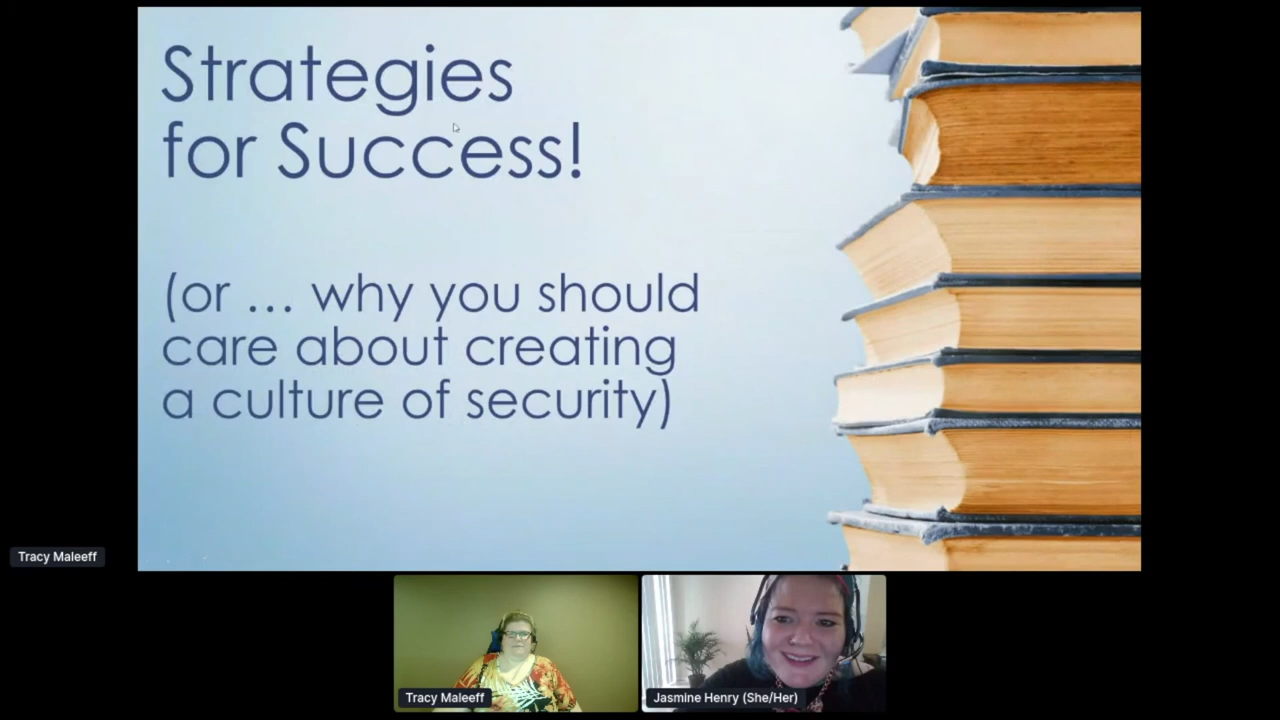 Strategies
for Success!
(or ... why you should
care about creating
a culture of security)
Tracy Maleeff
Tracy Maleeff
Jasmine Henry (She/Her)